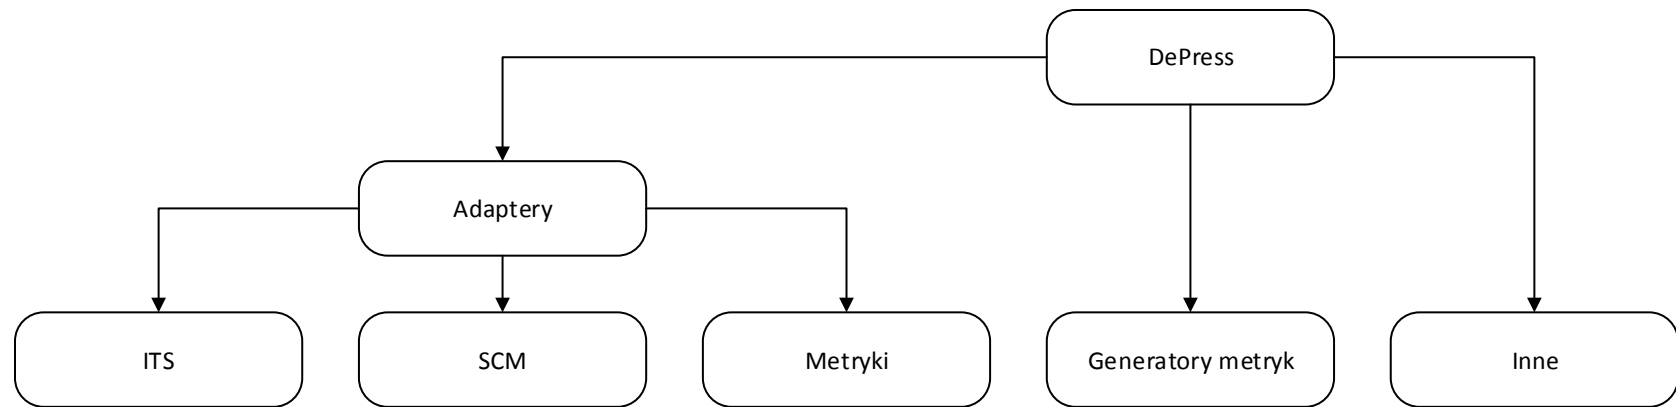 DePress
Adaptery
ITS
SCM
Metryki
Generatory metryk
Inne